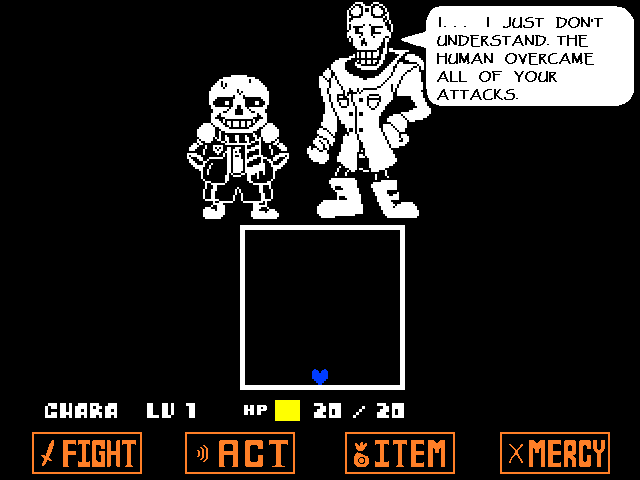 I... I JUST DON'T
UNDERSTAND. THE
HUMAN OVERCAME
ALL OF YOUR
ATTACKS.
CHARA LV 1 HP 20 / 20
FIGHT ACT ITEM MERCY